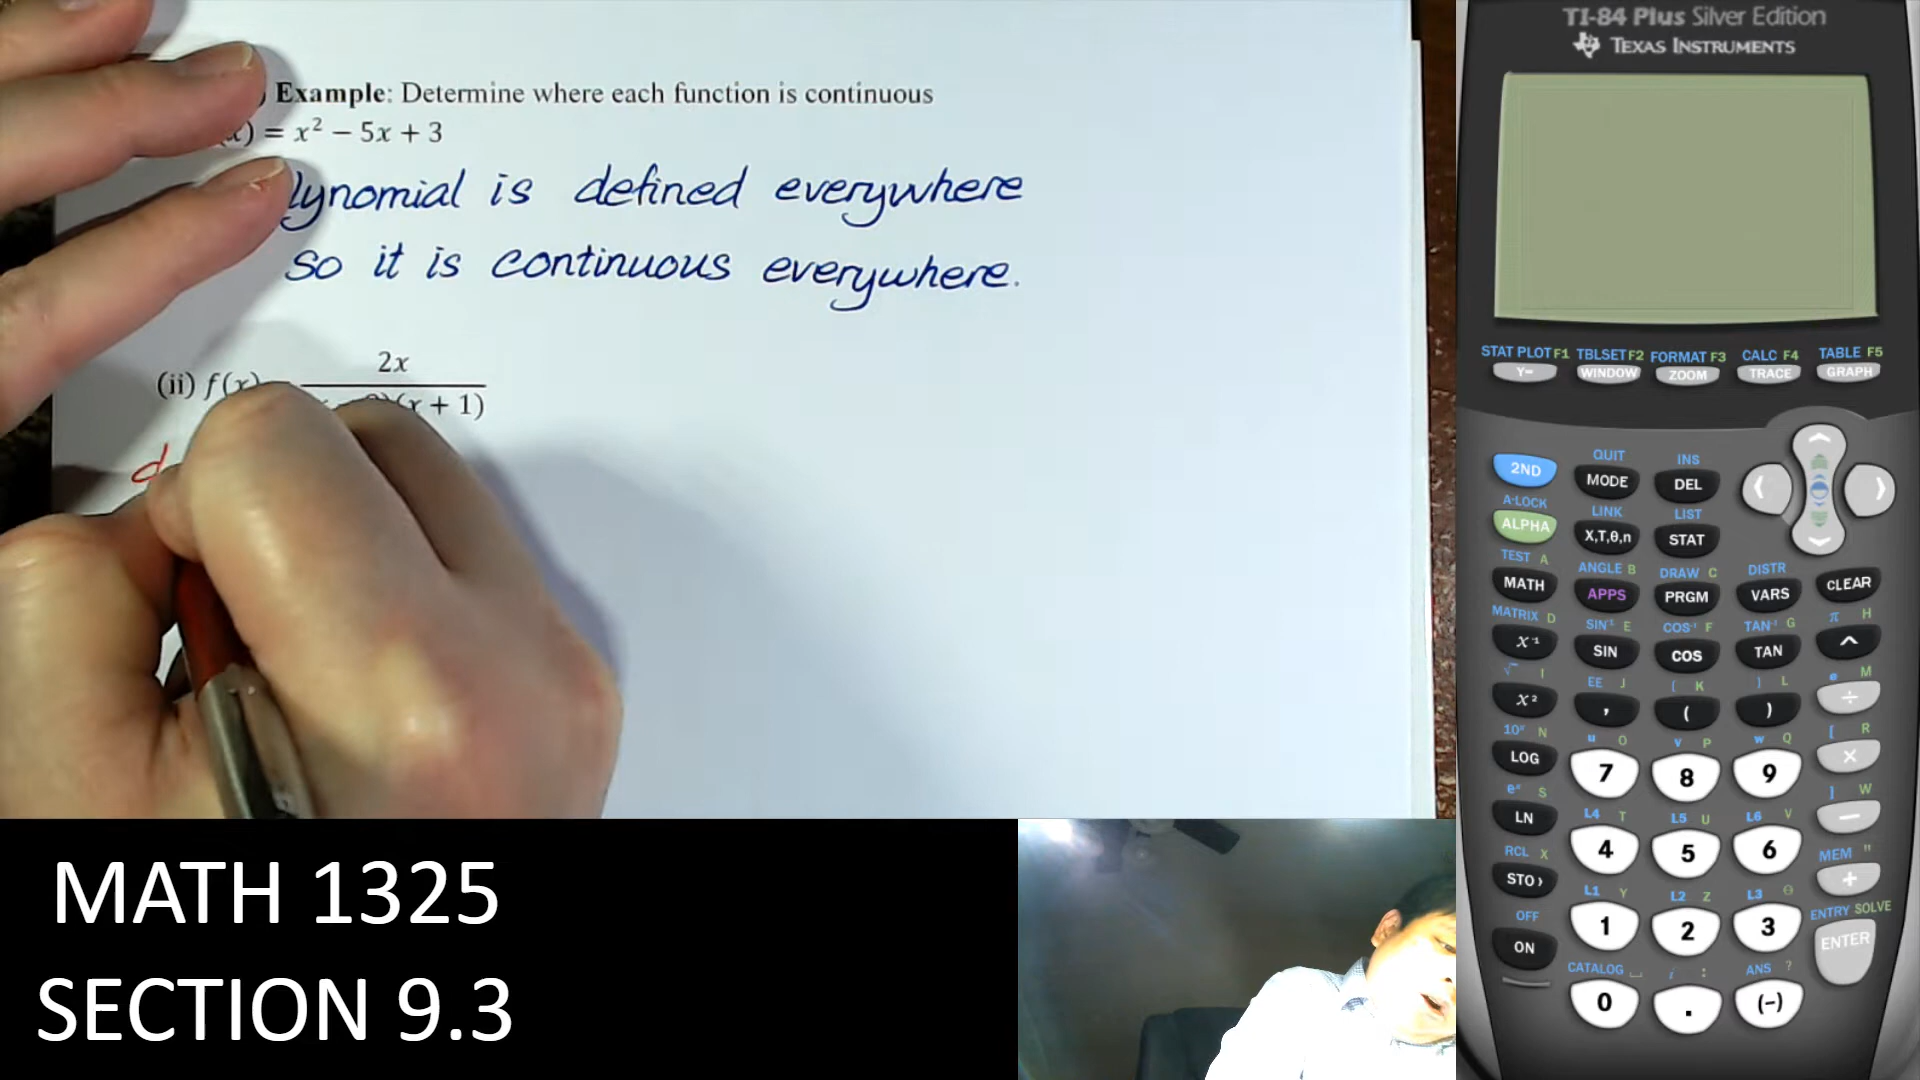 Example: Determine where each function is continuous
) = x² − 5x + 3
lynomial is defined everywhere
so it is continuous everywhere.
2x
(ii) f(x)
(x + 1)
d
MATH 1325
SECTION 9.3
TI-84 Plus Silver Edition
TEXAS INSTRUMENTS
STAT PLOT F1 TBLSET F2 FORMAT F3 CALC F4 TABLE F5
Y= WINDOW ZOOM TRACE GRAPH
QUIT INS
2ND MODE DEL
A-LOCK LINK LIST
ALPHA X,T,θ,n STAT
TEST A ANGLE B DRAW C DISTR
MATH APPS PRGM VARS CLEAR
MATRIX D SIN⁻¹ E COS⁻¹ F TAN⁻¹ G π H
x⁻¹ SIN COS TAN ^
√ I EE J { K } L e M
x² , ( ) ÷
10ˣ N u O v P w Q [ R
LOG 7 8 9 ×
eˣ S L4 T L5 U L6 V ] W
LN 4 5 6 −
RCL X L1 Y L2 Z L3 θ MEM "
STO› 1 2 3 +
OFF CATALOG i : ANS ? ENTRY SOLVE
ON 0 . (-) ENTER